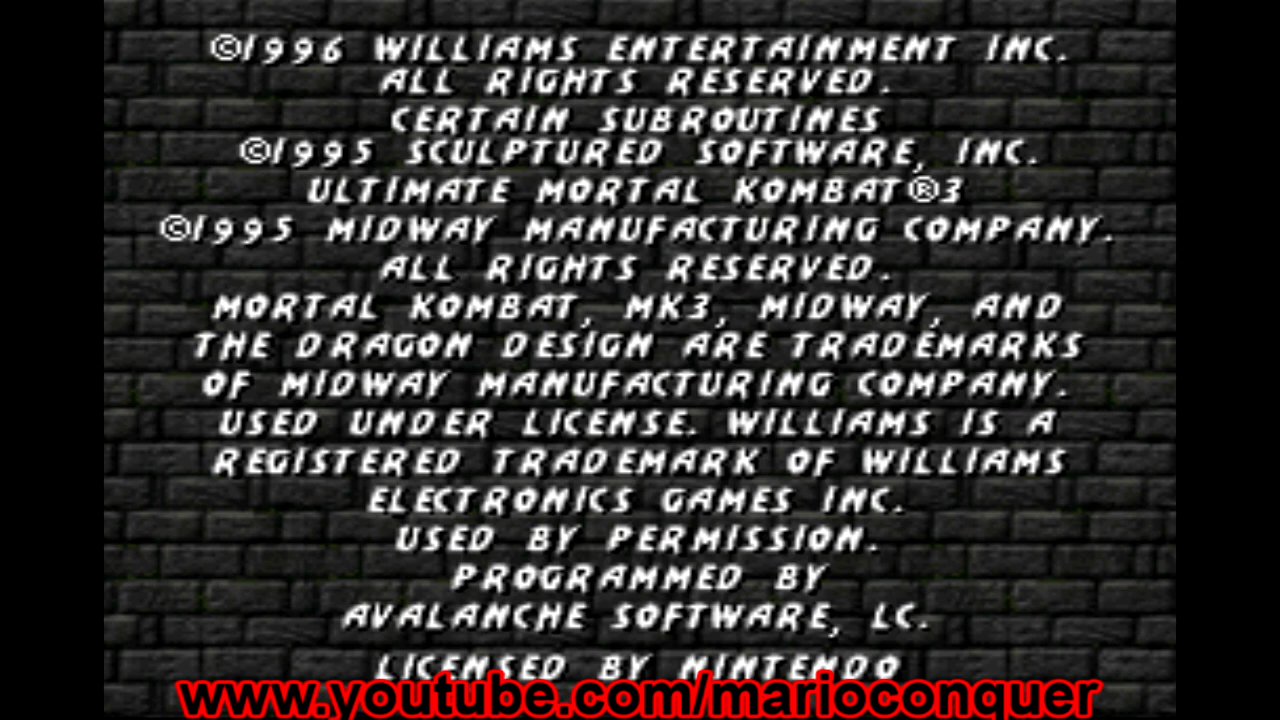 ©1996 WILLIAMS ENTERTAINMENT INC.
ALL RIGHTS RESERVED.
CERTAIN SUBROUTINES
©1995 SCULPTURED SOFTWARE, INC.
ULTIMATE MORTAL KOMBAT®3
©1995 MIDWAY MANUFACTURING COMPANY.
ALL RIGHTS RESERVED.
MORTAL KOMBAT, MK3, MIDWAY, AND
THE DRAGON DESIGN ARE TRADEMARKS
OF MIDWAY MANUFACTURING COMPANY.
USED UNDER LICENSE. WILLIAMS IS A
REGISTERED TRADEMARK OF WILLIAMS
ELECTRONICS GAMES INC.
USED BY PERMISSION.
PROGRAMMED BY
AVALANCHE SOFTWARE, LC.
LICENSED BY NINTENDO
www.youtube.com/marioconquer